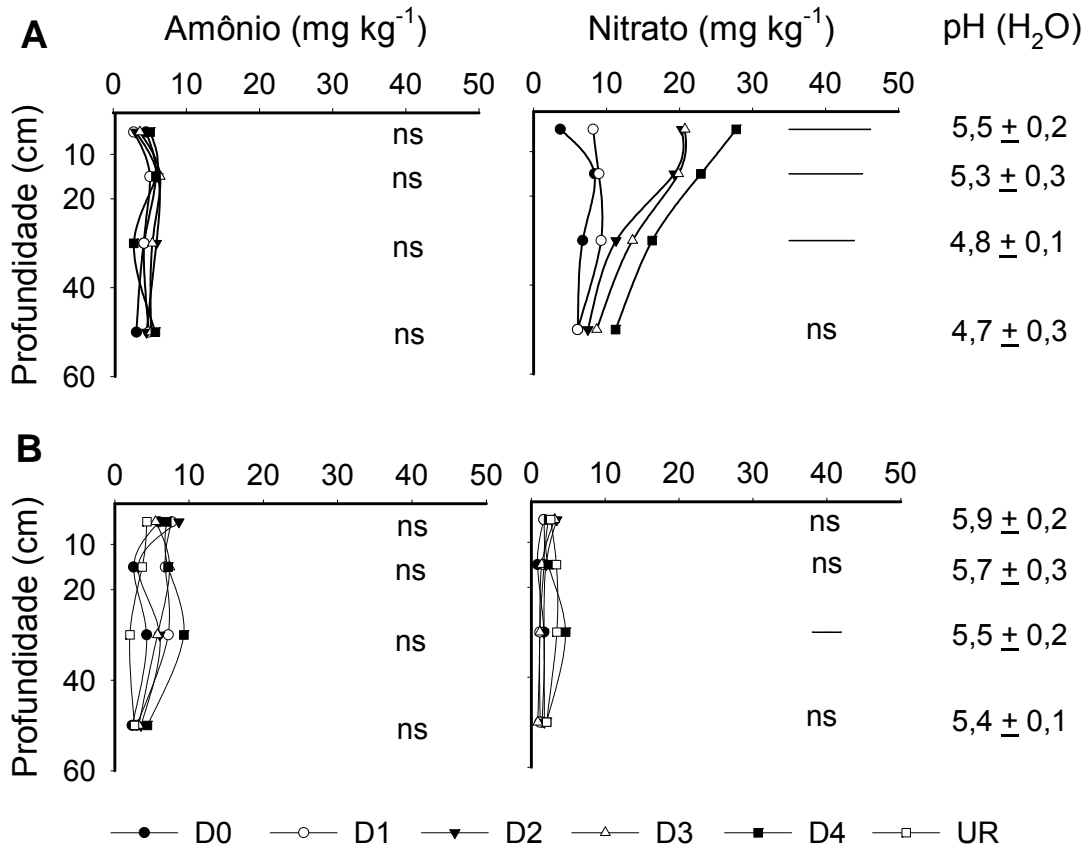 A
Amônio (mg kg⁻¹) Nitrato (mg kg⁻¹) pH (H₂O)
0 10 20 30 40 50 0 10 20 30 40 50
Profundidade (cm)
10
20
40
60
ns
ns
ns
ns
ns
5,5 ± 0,2
5,3 ± 0,3
4,8 ± 0,1
4,7 ± 0,3
B
0 10 20 30 40 50 0 10 20 30 40 50
Profundidade (cm)
10
20
40
60
ns
ns
ns
ns
ns
ns
ns
5,9 ± 0,2
5,7 ± 0,3
5,5 ± 0,2
5,4 ± 0,1
D0 D1 D2 D3 D4 UR